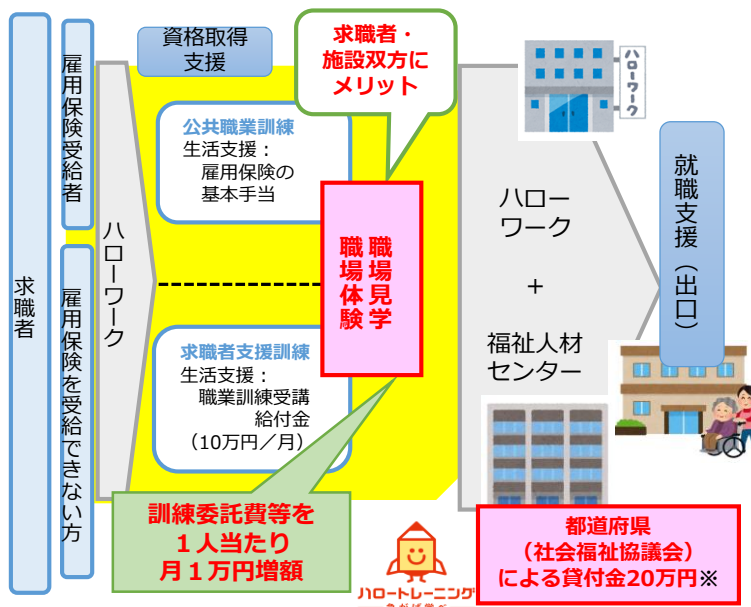 求職者
雇用保険受給者
雇用保険を受給できない方
ハローワーク
資格取得
支援
求職者・
施設双方に
メリット
公共職業訓練
生活支援：
雇用保険の
基本手当
職場見学
職場体験
求職者支援訓練
生活支援：
職業訓練受講
給付金
（10万円／月）
訓練委託費等を
１人当たり
月１万円増額
ハロートレーニング
ハローワーク
ハロー
ワーク
+
福祉人材
センター
就職支援（出口）
都道府県
（社会福祉協議会）
による貸付金20万円※